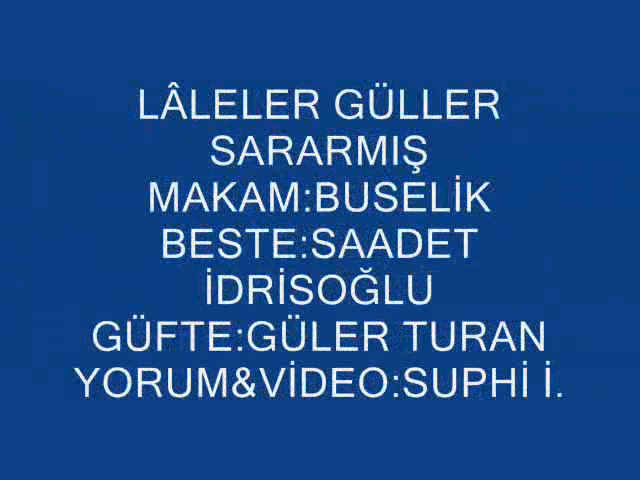 LÂLELER GÜLLER
SARARMIŞ
MAKAM:BUSELİK
BESTE:SAADET
İDRİSOĞLU
GÜFTE:GÜLER TURAN
YORUM&VİDEO:SUPHİ İ.